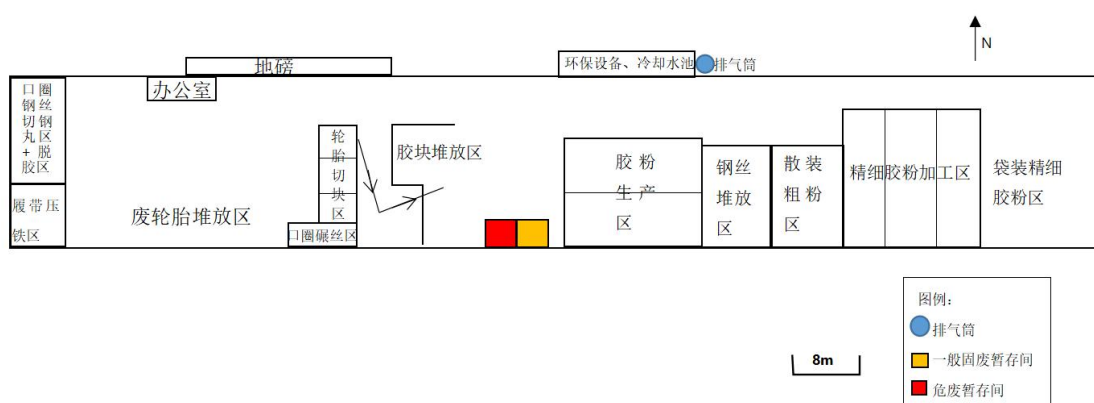 N
地磅
环保设备、冷却水池
排气筒
办公室
口圈
钢丝
切钢
丸区
+脱
胶区
履带压
铁区
废轮胎堆放区
轮
胎
切
块
区
口圈碾丝区
胶块堆放区
胶粉
生产
区
钢丝
堆放
区
散装
粗粉
区
精细胶粉加工区
袋装精细
胶粉区
8m
图例：
排气筒
一般固废暂存间
危废暂存间